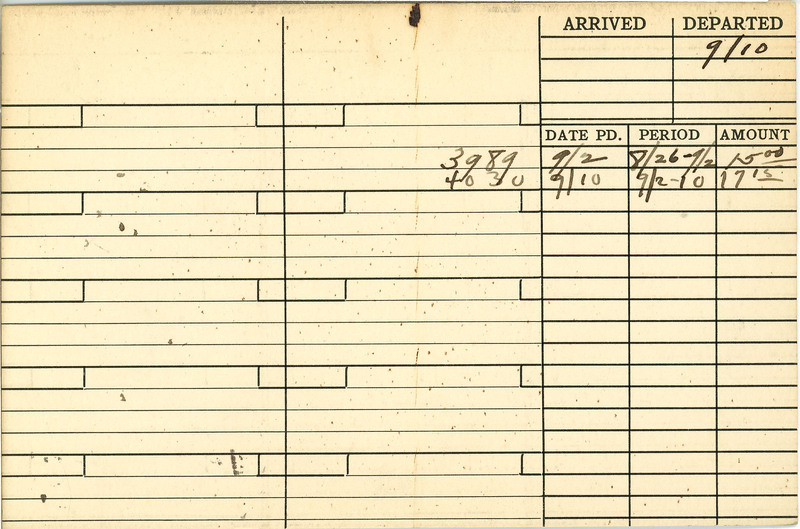 ARRIVED DEPARTED
9/10
DATE PD. PERIOD AMOUNT
3989 9/2 8/26-9/2 15 00
4030 9/10 9/2-10 17 15